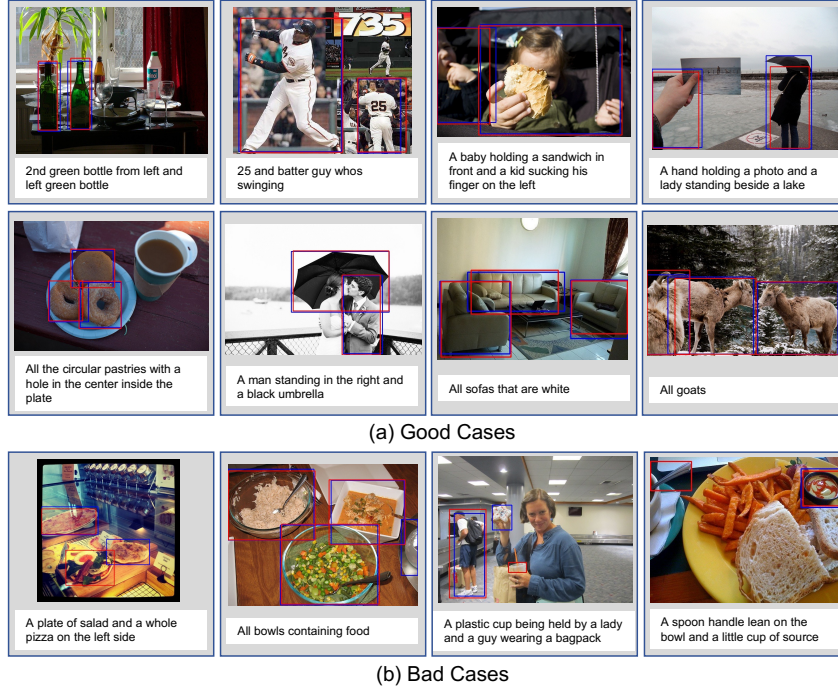 735
25
2nd green bottle from left and
left green bottle
25 and batter guy whos
swinging
A baby holding a sandwich in
front and a kid sucking his
finger on the left
A hand holding a photo and a
lady standing beside a lake
All the circular pastries with a
hole in the center inside the
plate
A man standing in the right and
a black umbrella
All sofas that are white
All goats
(a) Good Cases
A plate of salad and a whole
pizza on the left side
All bowls containing food
A plastic cup being held by a lady
and a guy wearing a bagpack
A spoon handle lean on the
bowl and a little cup of source
(b) Bad Cases